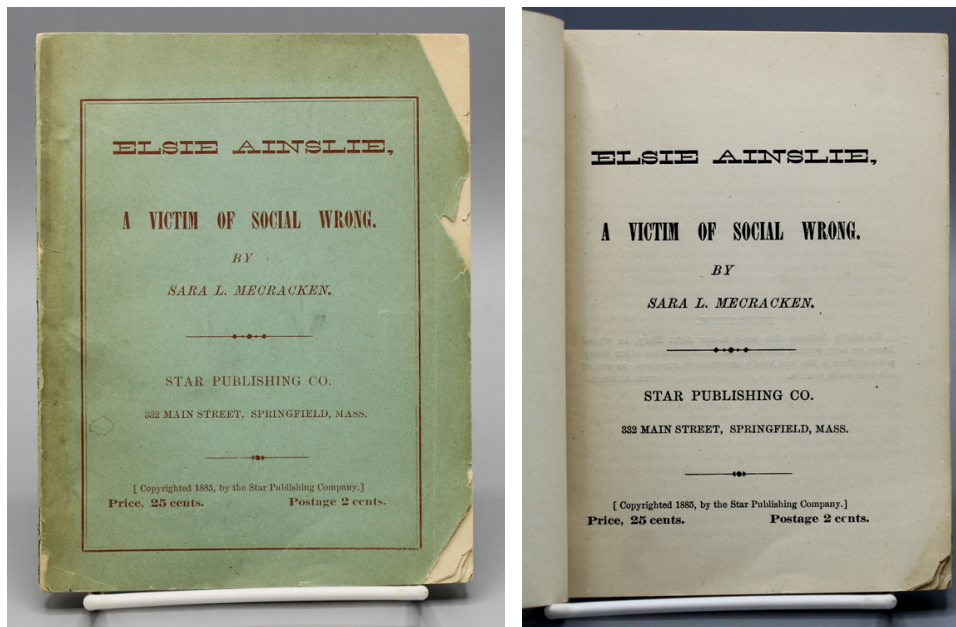 ELSIE AINSLIE,
A VICTIM OF SOCIAL WRONG.
BY
SARA L. MECRACKEN.
STAR PUBLISHING CO.
332 MAIN STREET, SPRINGFIELD, MASS.
[ Copyrighted 1885, by the Star Publishing Company.]
Price, 25 cents. Postage 2 cents.
ELSIE AINSLIE,
A VICTIM OF SOCIAL WRONG.
BY
SARA L. MECRACKEN.
STAR PUBLISHING CO.
332 MAIN STREET, SPRINGFIELD, MASS.
[ Copyrighted 1885, by the Star Publishing Company.]
Price, 25 cents. Postage 2 cents.